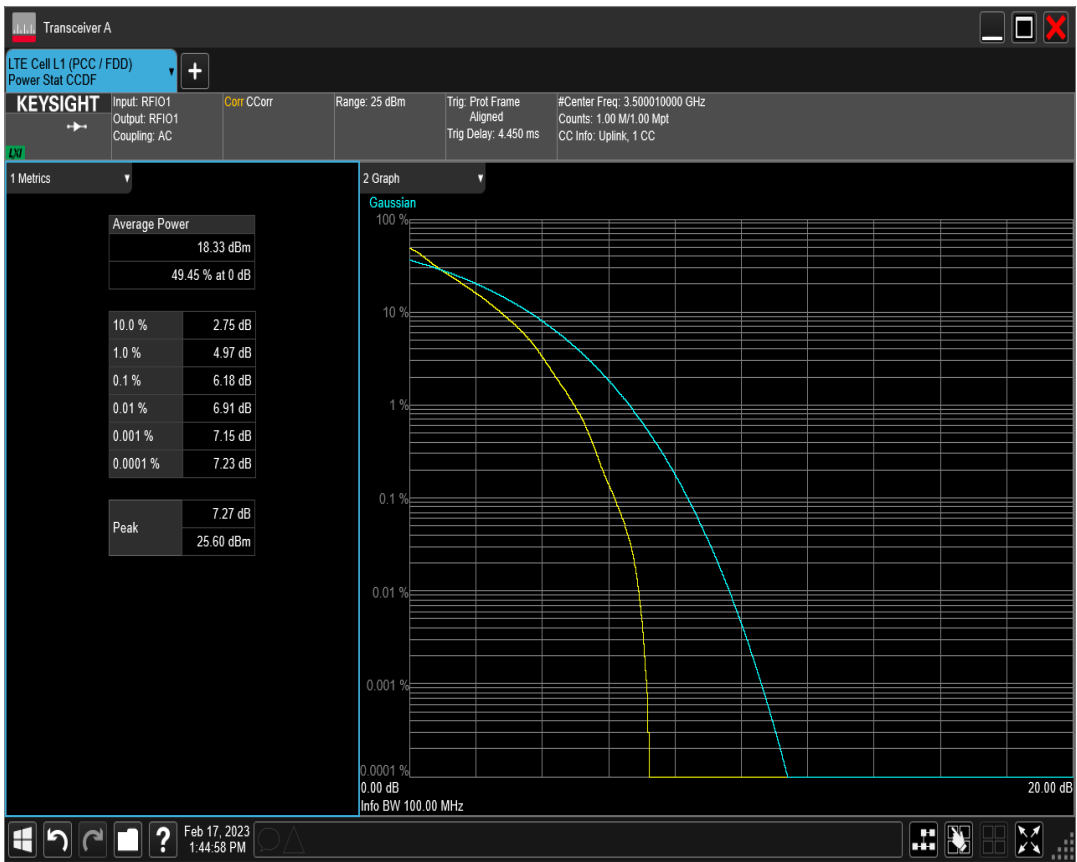 Transceiver A
LTE Cell L1 (PCC / FDD)
Power Stat CCDF
+
KEYSIGHT
LXI
Input: RFIO1
Output: RFIO1
Coupling: AC
Corr CCorr
Range: 25 dBm
Trig: Prot Frame
Aligned
Trig Delay: 4.450 ms
#Center Freq: 3.500010000 GHz
Counts: 1.00 M/1.00 Mpt
CC Info: Uplink, 1 CC
1 Metrics
Average Power
18.33 dBm
49.45 % at 0 dB
10.0 % 2.75 dB
1.0 % 4.97 dB
0.1 % 6.18 dB
0.01 % 6.91 dB
0.001 % 7.15 dB
0.0001 % 7.23 dB
Peak 7.27 dB
25.60 dBm
2 Graph
Gaussian
100 %
10 %
1 %
0.1 %
0.01 %
0.001 %
0.0001 %
0.00 dB 20.00 dB
Info BW 100.00 MHz
? Feb 17, 2023
1:44:58 PM